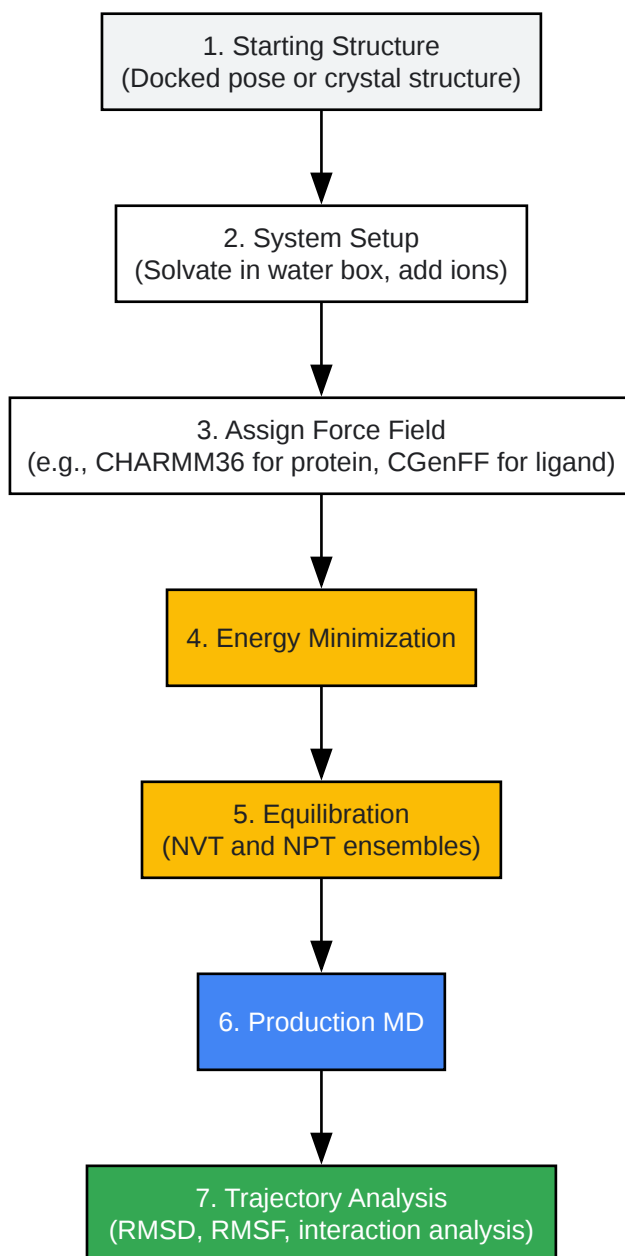 1. Starting Structure
(Docked pose or crystal structure)
2. System Setup
(Solvate in water box, add ions)
3. Assign Force Field
(e.g., CHARMM36 for protein, CGenFF for ligand)
4. Energy Minimization
5. Equilibration
(NVT and NPT ensembles)
6. Production MD
7. Trajectory Analysis
(RMSD, RMSF, interaction analysis)